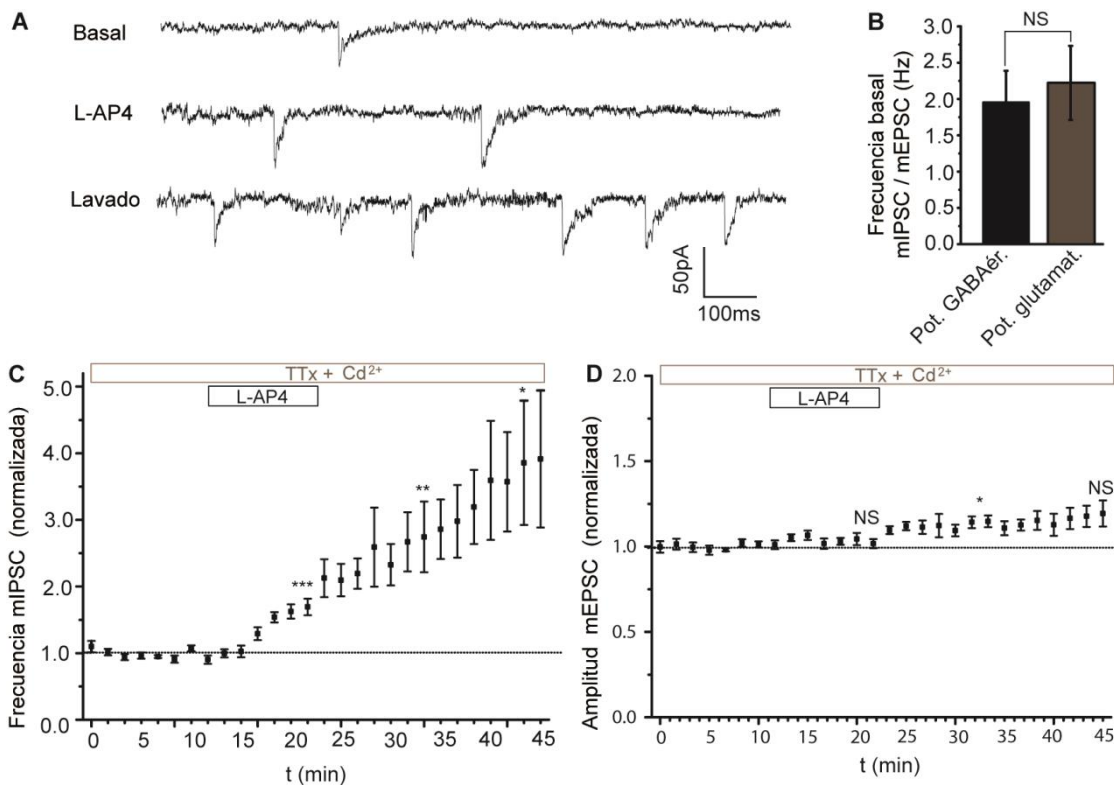 A
Basal
L-AP4
Lavado
50pA
100ms
B
NS
Frecuencia basal
mIPSC / mEPSC (Hz)
3.0
2.5
2.0
1.5
1.0
0.5
0.0
Pot. GABAér.
Pot. glutamat.
C
TTx + Cd²⁺
L-AP4
Frecuencia mIPSC (normalizada)
5.0
4.0
3.0
2.0
1.0
0.0
***
**
*
0 5 10 15 20 30 35 40 45
t (min)
D
TTx + Cd²⁺
L-AP4
Amplitud mEPSC (normalizada)
2.0
1.5
1.0
0.5
0.0
NS
*
NS
0 5 10 15 20 25 30 35 40 45
t (min)